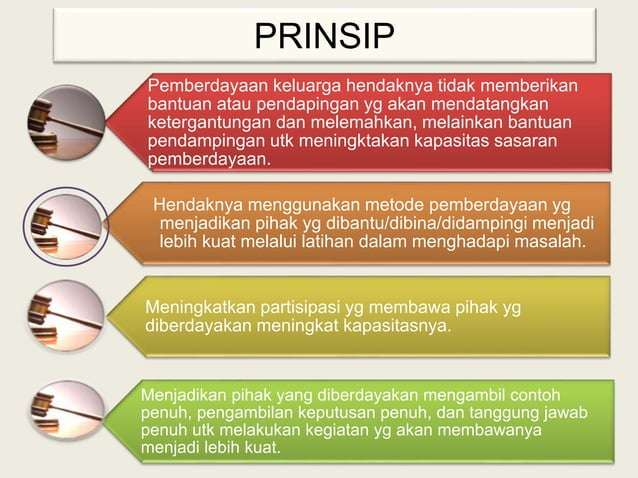 PRINSIP
Pemberdayaan keluarga hendaknya tidak memberikan
bantuan atau pendapingan yg akan mendatangkan
ketergantungan dan melemahkan, melainkan bantuan
pendampingan utk meningktakan kapasitas sasaran
pemberdayaan.
Hendaknya menggunakan metode pemberdayaan yg
menjadikan pihak yg dibantu/dibina/didampingi menjadi
lebih kuat melalui latihan dalam menghadapi masalah.
Meningkatkan partisipasi yg membawa pihak yg
diberdayakan meningkat kapasitasnya.
Menjadikan pihak yang diberdayakan mengambil contoh
penuh, pengambilan keputusan penuh, dan tanggung jawab
penuh utk melakukan kegiatan yg akan membawanya
menjadi lebih kuat.